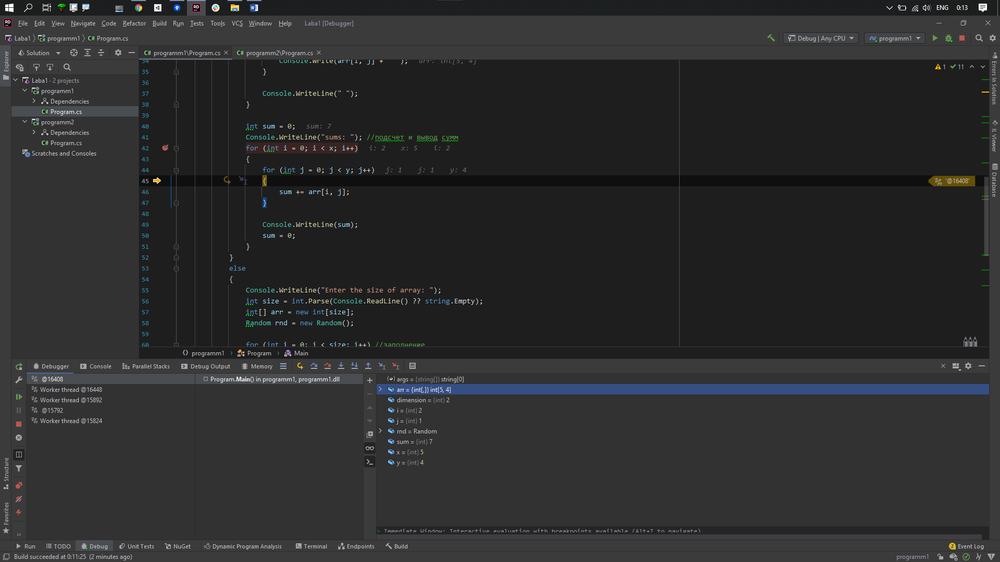 ENG 0:13
RD File Edit View Navigate Code Refactor Build Run Tests Tools VCS Window Help Laba1 [Debugger]
Laba1 programm1 C# Program.cs Debug | Any CPU programm1
Explorer
Solution
C# programm1\Program.cs C# programm2\Program.cs
Laba1 · 2 projects
programm1
Dependencies
C# Program.cs
programm2
Dependencies
C# Program.cs
Scratches and Consoles
1 11
34 Console.Write(arr[i, j] + "  "); arr: int[5, 4]
35 }
36
37 Console.WriteLine(" ");
38 }
39
40 int sum = 0; sum: 7
41 Console.WriteLine("sums: "); //подсчет и вывод сумм
42 for (int i = 0; i < x; i++) i: 2 x: 5 i: 2
43 {
44 for (int j = 0; j < y; j++) j: 1 j: 1 y: 4
45 { '@16408'
46 sum += arr[i, j];
47 }
48
49 Console.WriteLine(sum);
50 sum = 0;
51 }
52 }
53 else
54 {
55 Console.WriteLine("Enter the size of array: ");
56 int size = int.Parse(Console.ReadLine() ?? string.Empty);
57 int[] arr = new int[size];
58 Random rnd = new Random();
59
60 for (int i = 0; i < size; i++) //заполнение
Errors In Solution
IL Viewer
Database
programm1 Program Main
Debugger Console Parallel Stacks Debug Output Memory
@16408
Worker thread @16448
Worker thread @15892
@15792
Worker thread @15824
Program.Main() in programm1, programm1.dll
args = {string[]} string[0]
arr = {int[,]} int[5, 4]
dimension = {int} 2
i = {int} 2
j = {int} 1
rnd = Random
sum = {int} 7
x = {int} 5
y = {int} 4
> Immediate Window: Interactive evaluation with breakpoints available (Alt+I to navigate)
Structure
Favorites
Run TODO Debug Unit Tests NuGet Dynamic Program Analysis Terminal Endpoints Build 2 Event Log
Build succeeded at 0:11:25 (2 minutes ago) programm1